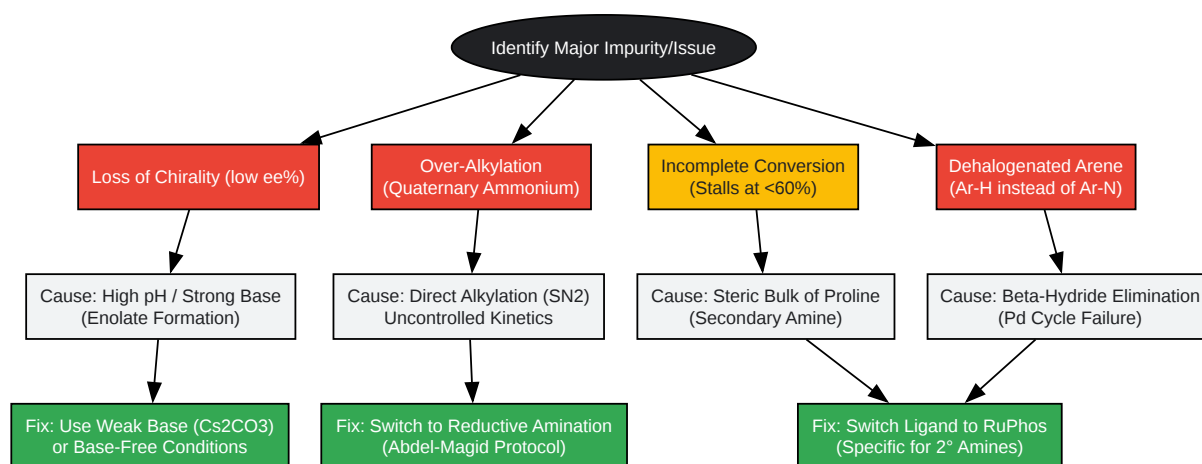 Identify Major Impurity/Issue
Loss of Chirality (low ee%)
Over-Alkylation
(Quaternary Ammonium)
Incomplete Conversion
(Stalls at <60%)
Dehalogenated Arene
(Ar-H instead of Ar-N)
Cause: High pH / Strong Base
(Enolate Formation)
Cause: Direct Alkylation (SN2)
Uncontrolled Kinetics
Cause: Steric Bulk of Proline
(Secondary Amine)
Cause: Beta-Hydride Elimination
(Pd Cycle Failure)
Fix: Use Weak Base (Cs2CO3)
or Base-Free Conditions
Fix: Switch to Reductive Amination
(Abdel-Magid Protocol)
Fix: Switch Ligand to RuPhos
(Specific for 2° Amines)